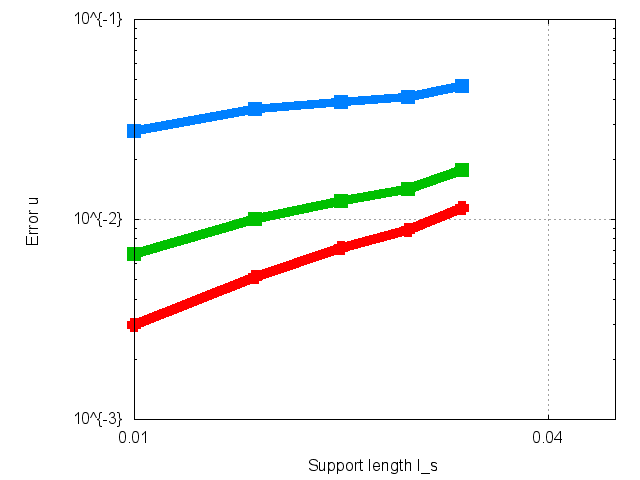 10^{-1}
Error u
10^{-2}
10^{-3}
0.01
0.04
Support length l_s